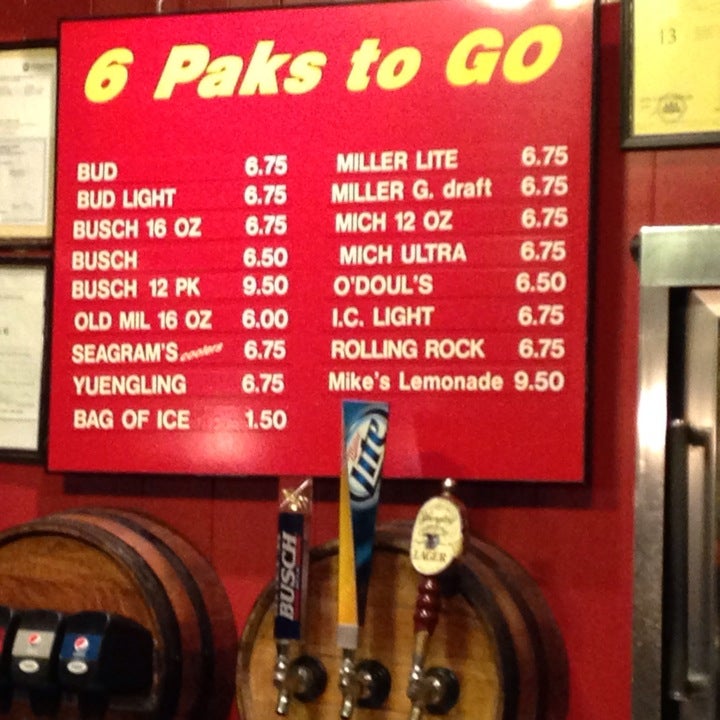 6 Paks to GO
BUD 6.75
BUD LIGHT 6.75
BUSCH 16 OZ 6.75
BUSCH 6.50
BUSCH 12 PK 9.50
OLD MIL 16 OZ 6.00
SEAGRAM'S coolers 6.75
YUENGLING 6.75
BAG OF ICE 1.50
MILLER LITE 6.75
MILLER G. draft 6.75
MICH 12 OZ 6.75
MICH ULTRA 6.75
O'DOUL'S 6.50
I.C. LIGHT 6.75
ROLLING ROCK 6.75
Mike's Lemonade 9.50
13
BUSCH
Lite
LAGER